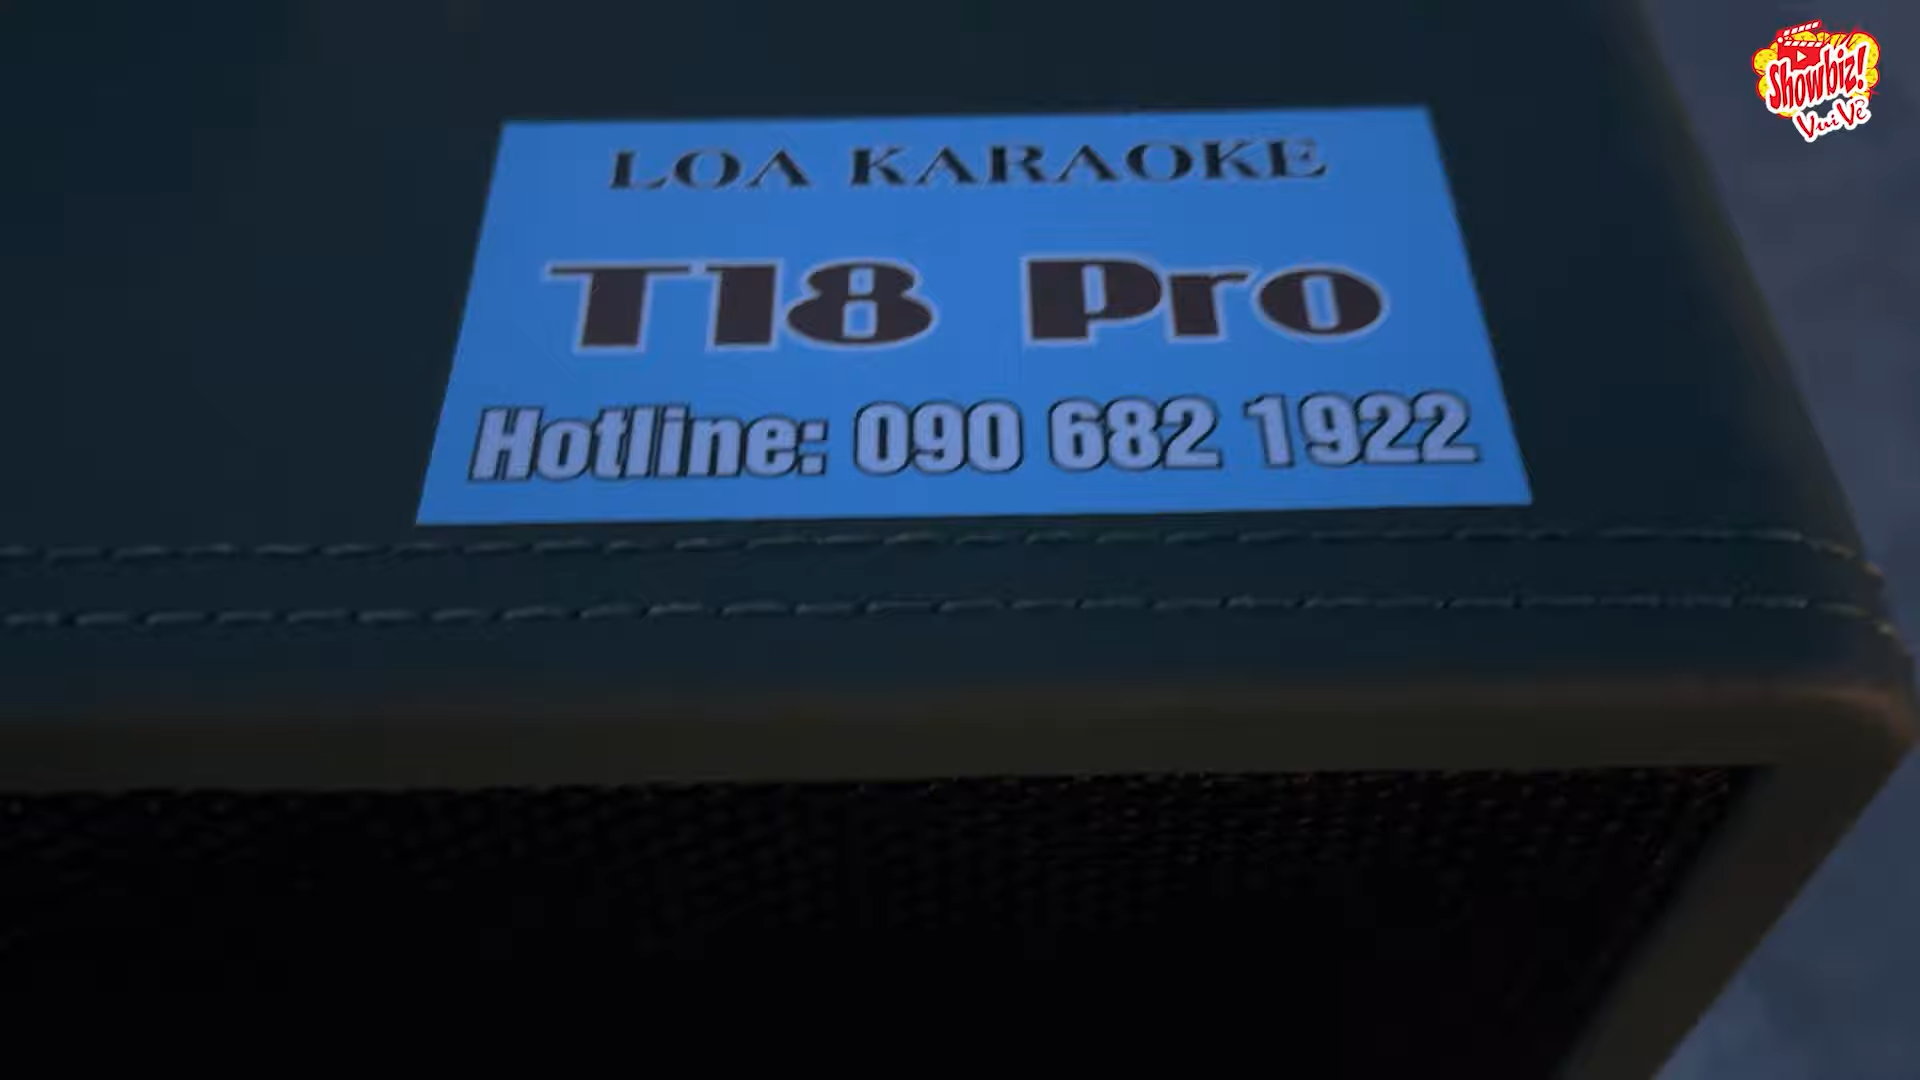 Showbiz!
Vui Vẻ
LOA KARAOKE
T18 Pro
Hotline: 090 682 1922